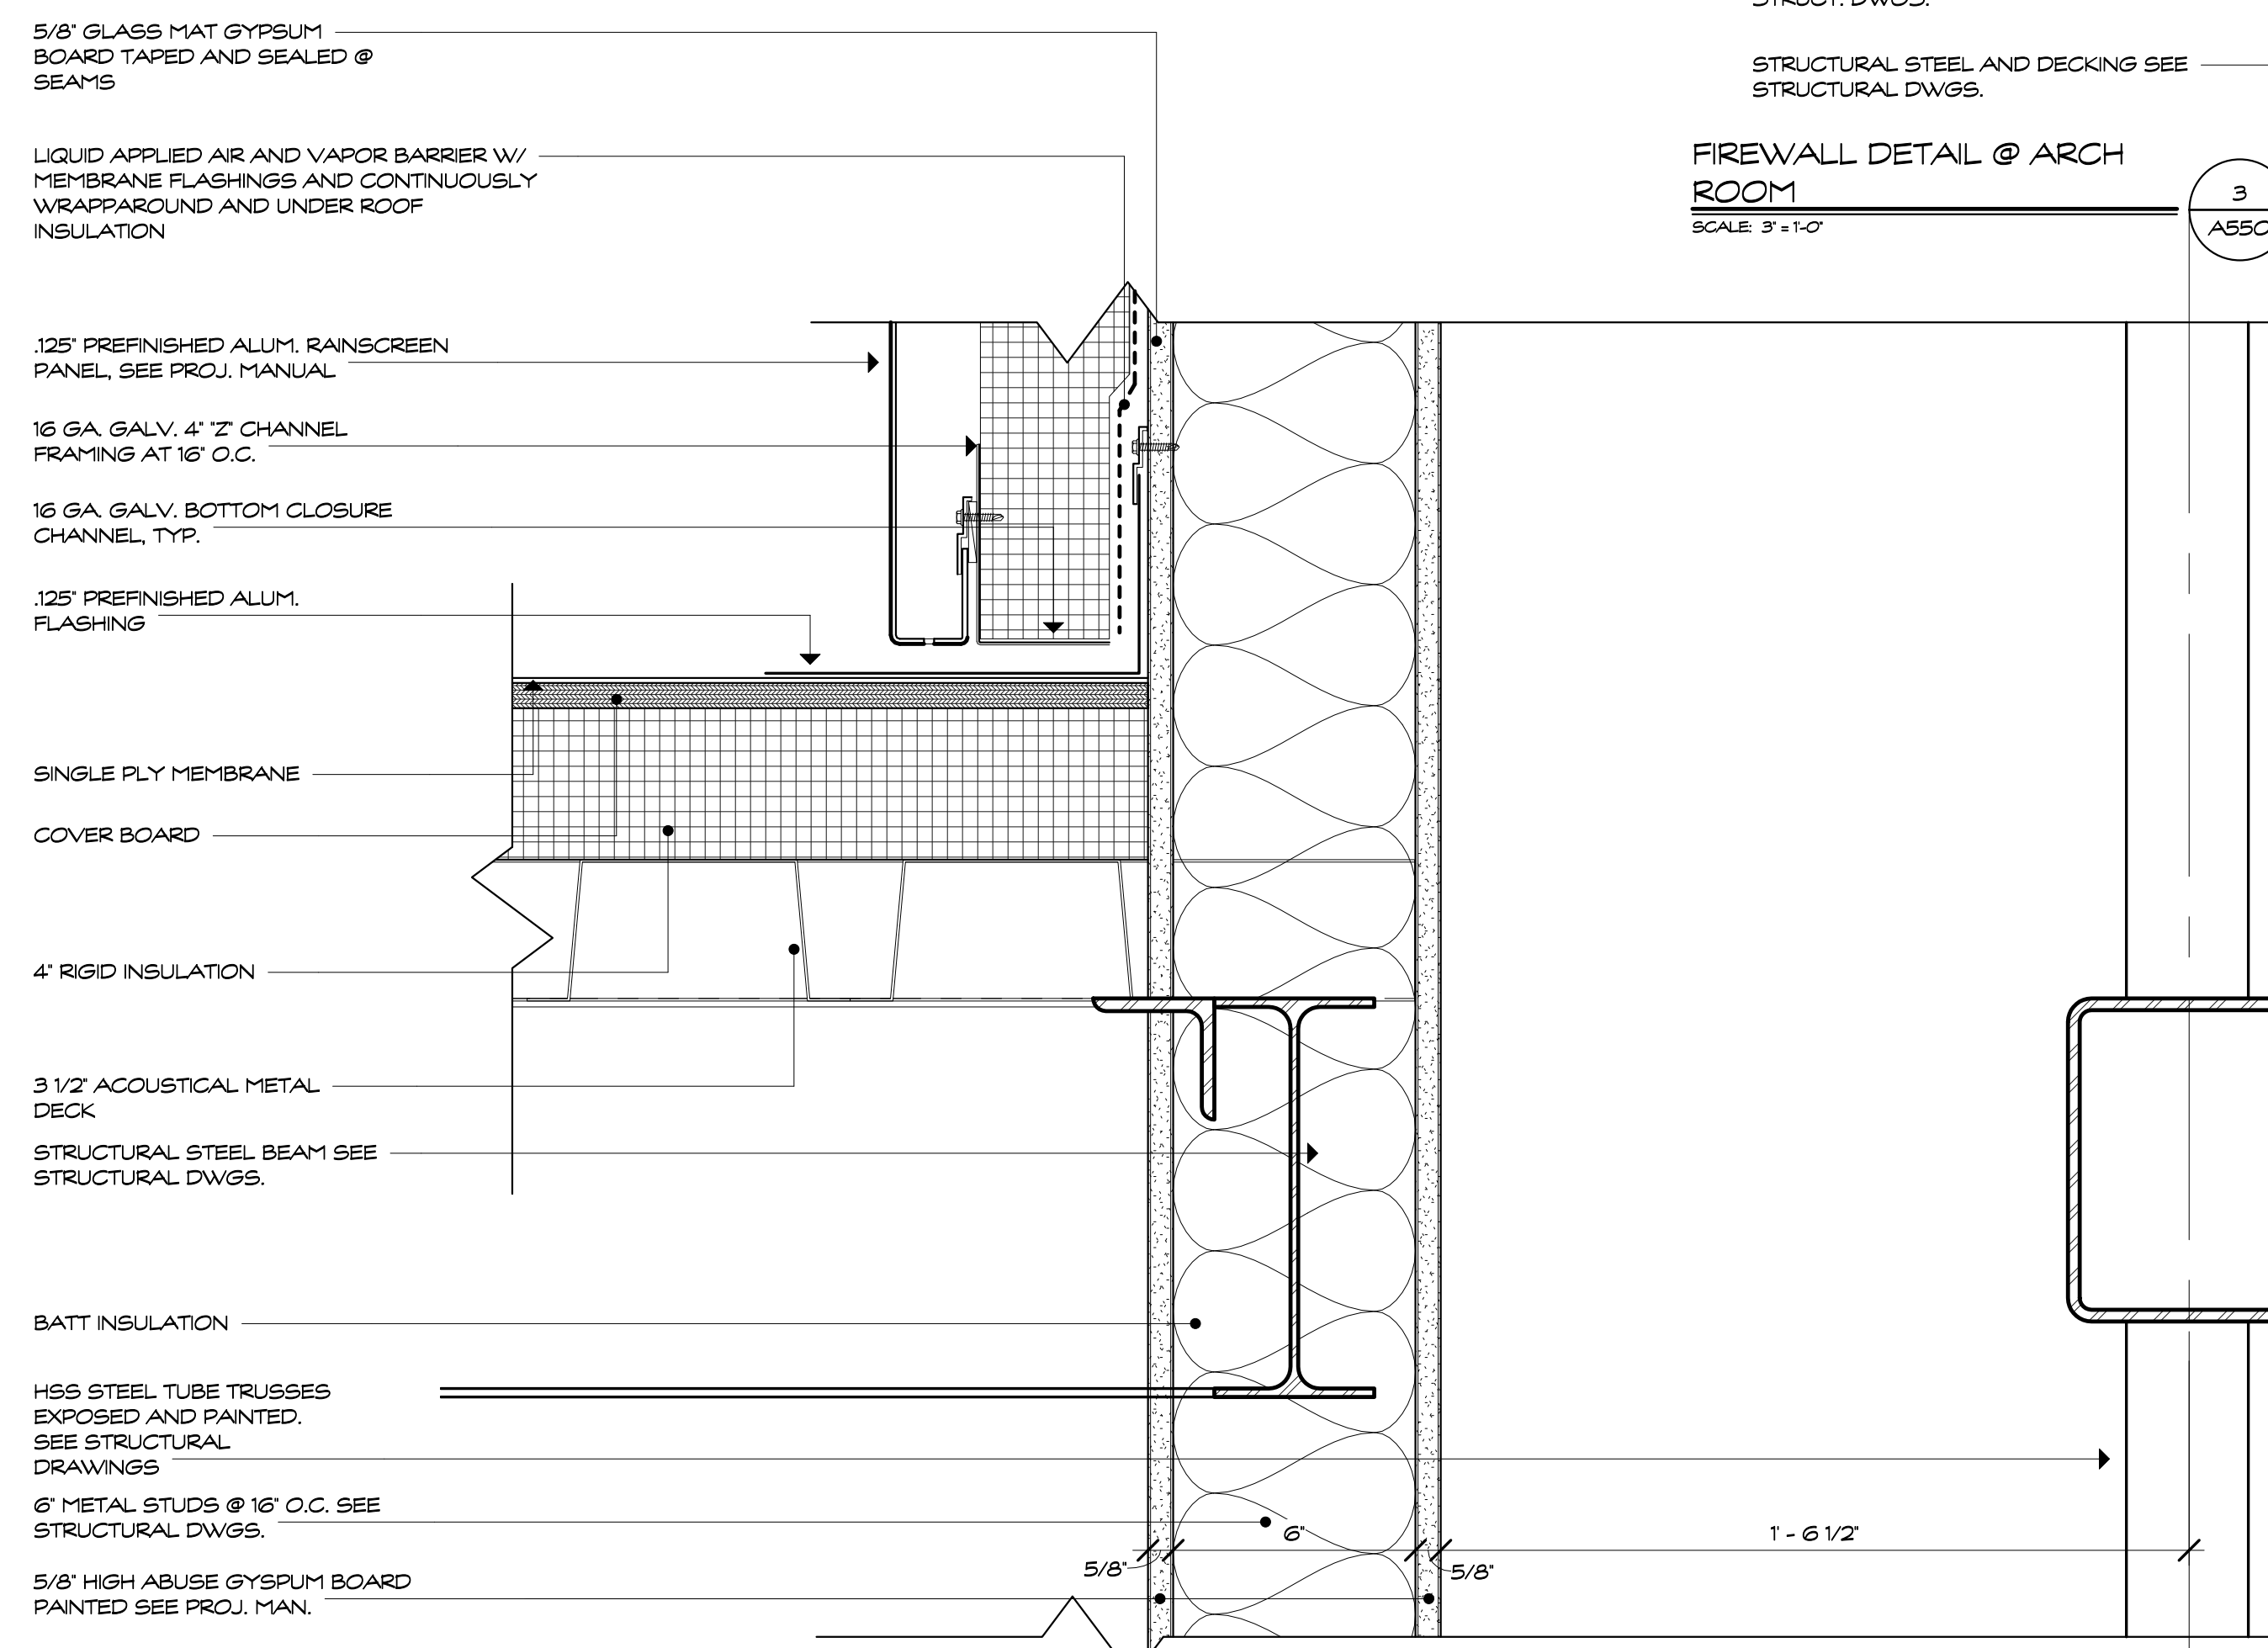 5/8" GLASS MAT GYPSUM
BOARD TAPED AND SEALED @
SEAMS
LIQUID APPLIED AIR AND VAPOR BARRIER W/
MEMBRANE FLASHINGS AND CONTINUOUSLY
WRAPPAROUND AND UNDER ROOF
INSULATION
.125" PREFINISHED ALUM. RAINSCREEN
PANEL, SEE PROJ. MANUAL
16 GA. GALV. 4" "Z" CHANNEL
FRAMING AT 16" O.C.
16 GA. GALV. BOTTOM CLOSURE
CHANNEL, TYP.
.125" PREFINISHED ALUM.
FLASHING
SINGLE PLY MEMBRANE
COVER BOARD
4" RIGID INSULATION
3 1/2" ACOUSTICAL METAL
DECK
STRUCTURAL STEEL BEAM SEE
STRUCTURAL DWGS.
BATT INSULATION
HSS STEEL TUBE TRUSSES
EXPOSED AND PAINTED.
SEE STRUCTURAL
DRAWINGS
6" METAL STUDS @ 16" O.C. SEE
STRUCTURAL DWGS.
5/8" HIGH ABUSE GYSPUM BOARD
PAINTED SEE PROJ. MAN.
5/8"
6"
5/8"
1' - 6 1/2"
STRUCT. DWGS.
STRUCTURAL STEEL AND DECKING SEE
STRUCTURAL DWGS.
FIREWALL DETAIL @ ARCH
ROOM
SCALE: 3" = 1'-0"
3
A550